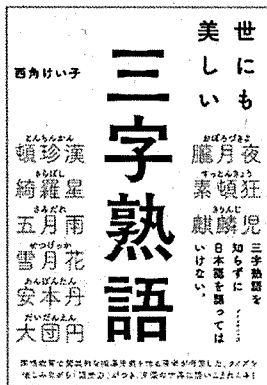 世にも
美しい
三字熟語
西角けい子
おぼろづきよ
朧月夜
すっとんきょう
素頓狂
きりんじ
麒麟児
とんちんかん
頓珍漢
きらぼし
綺羅星
さみだれ
五月雨
せつげっか
雪月花
あんぽんたん
安本丹
だいだんえん
大団円
三字熟語を
知らずに
日本語を語っては
いけない。